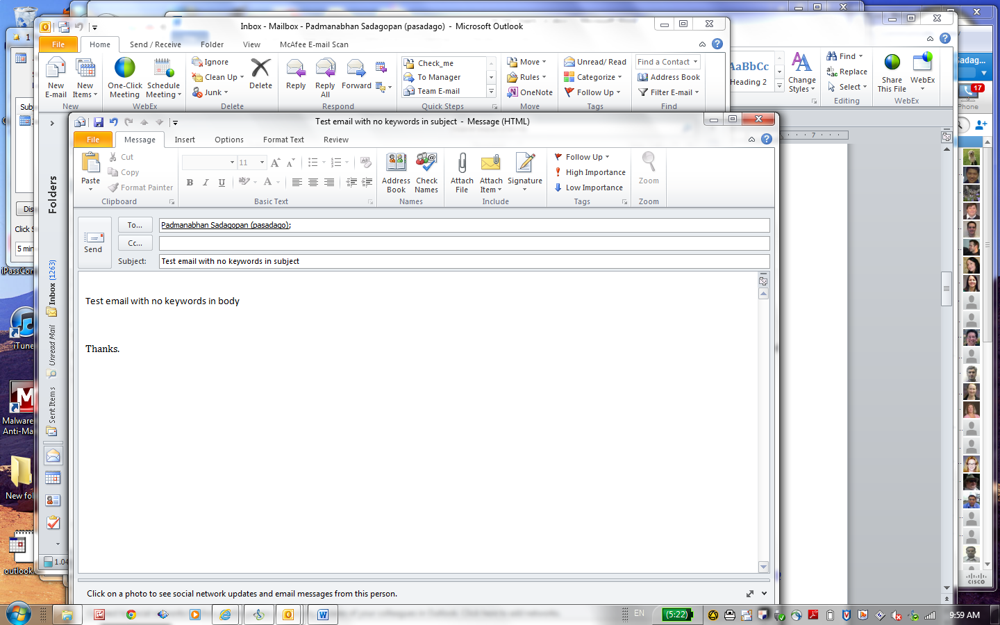 Inbox - Mailbox - Padmanabhan Sadagopan (pasadago) - Microsoft Outlook
File Home Send / Receive Folder View McAfee E-mail Scan
New E-mail
New Items
New
One-Click Meeting
Schedule Meeting
WebEx
Ignore
Clean Up
Junk
Delete
Delete
Reply
Reply All
Forward
Respond
Check_me
To Manager
Team E-mail
Quick Steps
Move
Rules
OneNote
Move
Unread/ Read
Categorize
Follow Up
Tags
Find a Contact
Address Book
Filter E-mail
Find
AaBbCc
Heading 2
Change Styles
Find
Replace
Select
Editing
Share This File
WebEx
WebEx
17
Phone
7
1
5 min
Click S
Folders
Inbox (1263)
Unread Mail
Sent Items
1.04
Test email with no keywords in subject - Message (HTML)
File Message Insert Options Format Text Review
Paste
Cut
Copy
Format Painter
Clipboard
11
B I U
Basic Text
Address Book
Check Names
Names
Attach File
Attach Item
Signature
Include
Follow Up
High Importance
Low Importance
Tags
Zoom
Zoom
Send
To... Padmanabhan Sadagopan (pasadago);
Cc...
Subject: Test email with no keywords in subject
Test email with no keywords in body
Thanks.
Click on a photo to see social network updates and email messages from this person.
iTune
Malware
Anti-Ma
New fol
outlook
CISCO
EN
(5:22)
9:59 AM